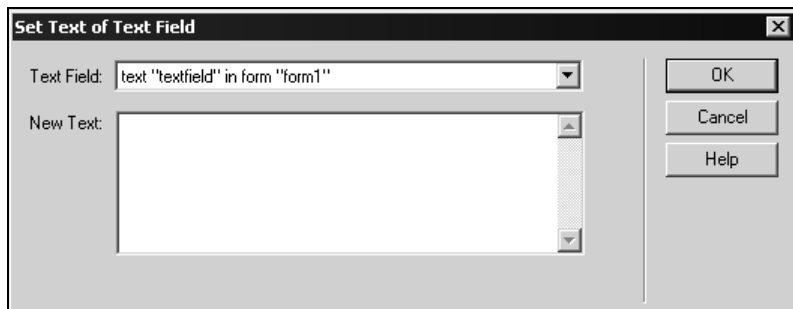 Set Text of Text Field
Text Field: text "textfield" in form "form1"
OK
New Text:
Cancel
Help